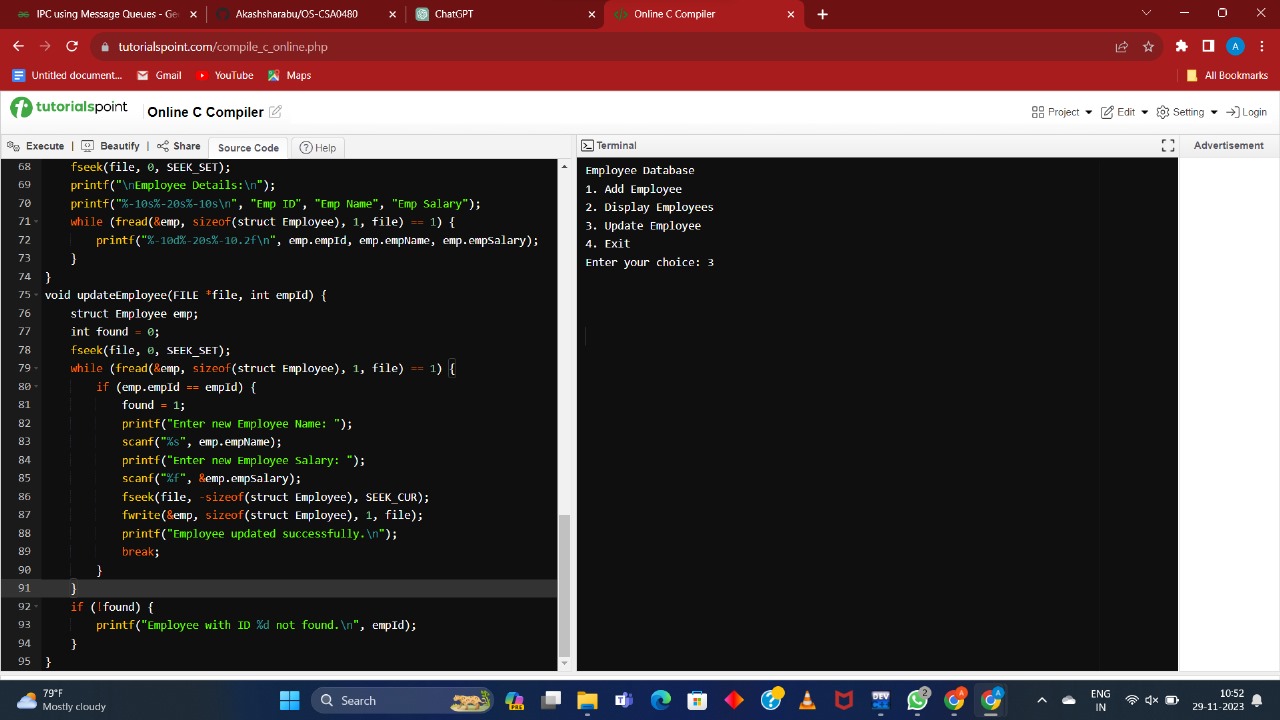 IPC using Message Queues - Ge
Akashsharabu/OS-CSA0480
ChatGPT
Online C Compiler
tutorialspoint.com/compile_c_online.php
A
Untitled document...
Gmail
YouTube
Maps
All Bookmarks
tutorialspoint
Online C Compiler
Project
Edit
Setting
Login
Execute | Beautify | Share
Source Code
Help
Terminal
Advertisement
68 fseek(file, 0, SEEK_SET);
69 printf("\nEmployee Details:\n");
70 printf("%-10s%-20s%-10s\n", "Emp ID", "Emp Name", "Emp Salary");
71 while (fread(&emp, sizeof(struct Employee), 1, file) == 1) {
72 printf("%-10d%-20s%-10.2f\n", emp.empId, emp.empName, emp.empSalary);
73 }
74 }
75 void updateEmployee(FILE *file, int empId) {
76 struct Employee emp;
77 int found = 0;
78 fseek(file, 0, SEEK_SET);
79 while (fread(&emp, sizeof(struct Employee), 1, file) == 1) {
80 if (emp.empId == empId) {
81 found = 1;
82 printf("Enter new Employee Name: ");
83 scanf("%s", emp.empName);
84 printf("Enter new Employee Salary: ");
85 scanf("%f", &emp.empSalary);
86 fseek(file, -sizeof(struct Employee), SEEK_CUR);
87 fwrite(&emp, sizeof(struct Employee), 1, file);
88 printf("Employee updated successfully.\n");
89 break;
90 }
91 }
92 if (!found) {
93 printf("Employee with ID %d not found.\n", empId);
94 }
95 }
Employee Database
1. Add Employee
2. Display Employees
3. Update Employee
4. Exit
Enter your choice: 3
79°F
Mostly cloudy
Search
PRE
DEV
2
A
A
ENG
IN
10:52
29-11-2023